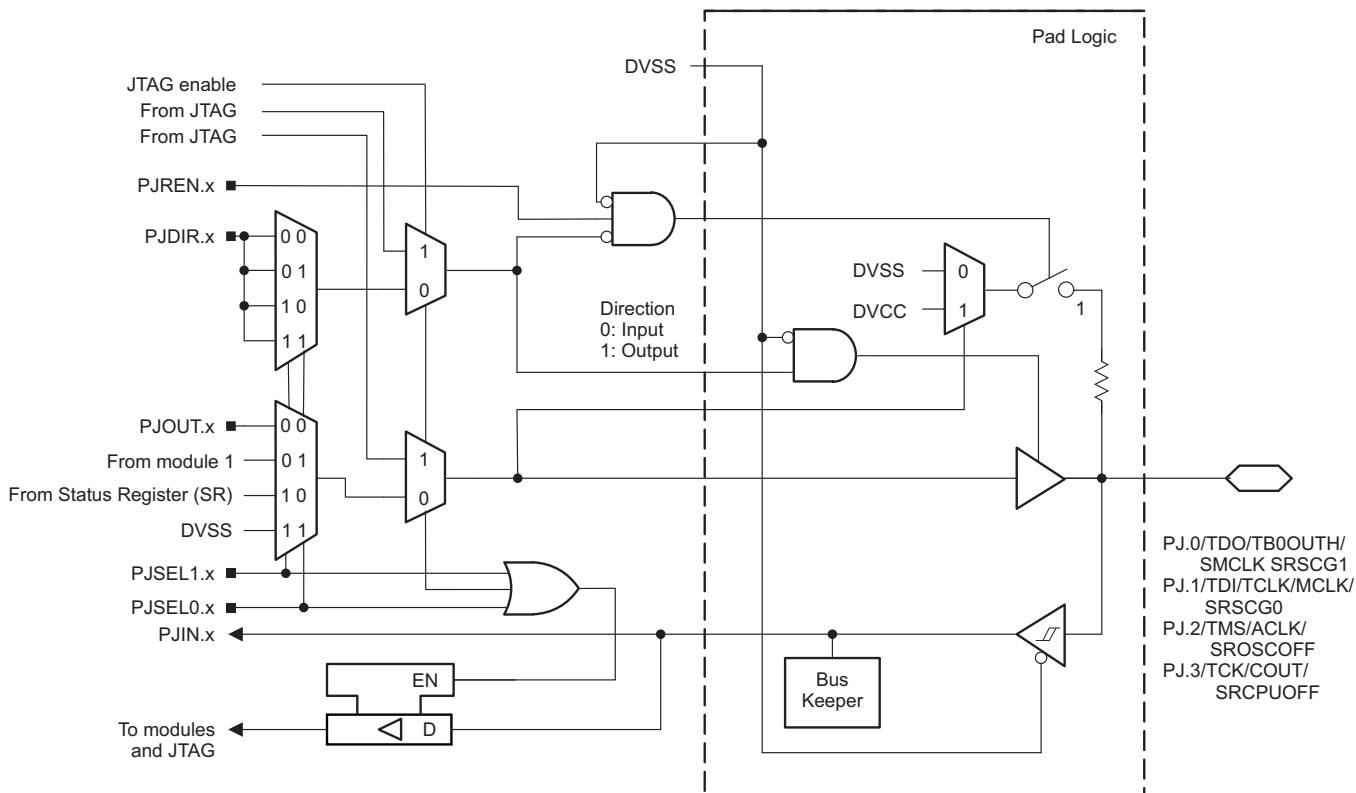 Pad Logic
DVSS
JTAG enable
From JTAG
From JTAG
PJREN.x
PJDIR.x
0 0
0 1
1 0
1 1
1
0
Direction
0: Input
1: Output
DVSS
DVCC
0
1
1
PJOUT.x
From module 1
From Status Register (SR)
DVSS
0 0
0 1
1 0
1 1
1
0
PJSEL1.x
PJSEL0.x
PJIN.x
EN
D
To modules
and JTAG
Bus
Keeper
PJ.0/TDO/TB0OUTH/
SMCLK SRSCG1
PJ.1/TDI/TCLK/MCLK/
SRSCG0
PJ.2/TMS/ACLK/
SROSCOFF
PJ.3/TCK/COUT/
SRCPUOFF